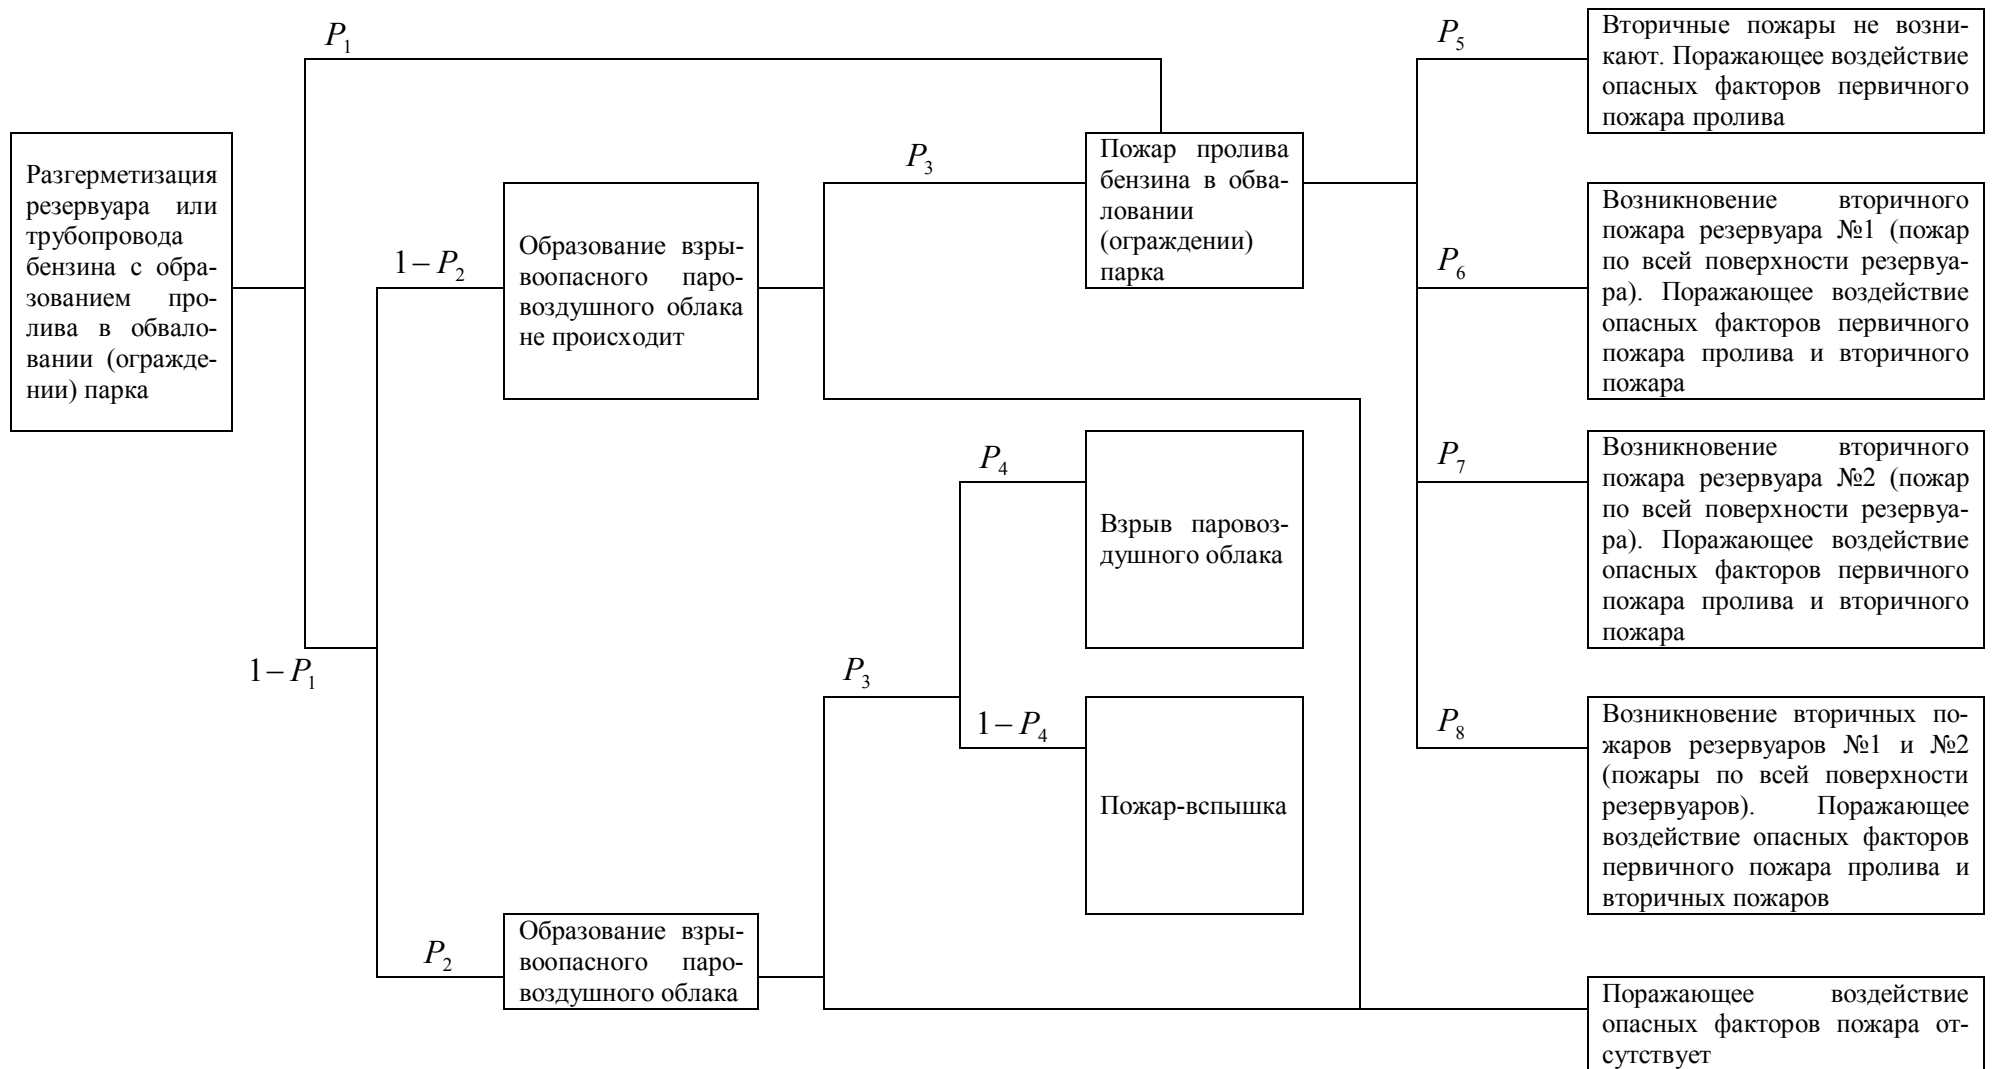 P₁
P₅
Вторичные пожары не возни-
кают. Поражающее воздействие
опасных факторов первичного
пожара пролива
Разгерметизация
резервуара или
трубопровода
бензина с обра-
зованием про-
лива в обвало-
вании (огражде-
нии) парка
1 – P₂
Образование взры-
воопасного паро-
воздушного облака
не происходит
P₃
Пожар пролива
бензина в обва-
ловании
(ограждении)
парка
P₆
Возникновение вторичного
пожара резервуара №1 (пожар
по всей поверхности резервуа-
ра). Поражающее воздействие
опасных факторов первичного
пожара пролива и вторичного
пожара
P₄
Взрыв паровоз-
душного облака
P₇
Возникновение вторичного
пожара резервуара №2 (пожар
по всей поверхности резервуа-
ра). Поражающее воздействие
опасных факторов первичного
пожара пролива и вторичного
пожара
1 – P₁
P₃
1 – P₄
Пожар-вспышка
P₈
Возникновение вторичных по-
жаров резервуаров №1 и №2
(пожары по всей поверхности
резервуаров). Поражающее
воздействие опасных факторов
первичного пожара пролива и
вторичных пожаров
P₂
Образование взры-
воопасного паро-
воздушного облака
Поражающее воздействие
опасных факторов пожара от-
сутствует